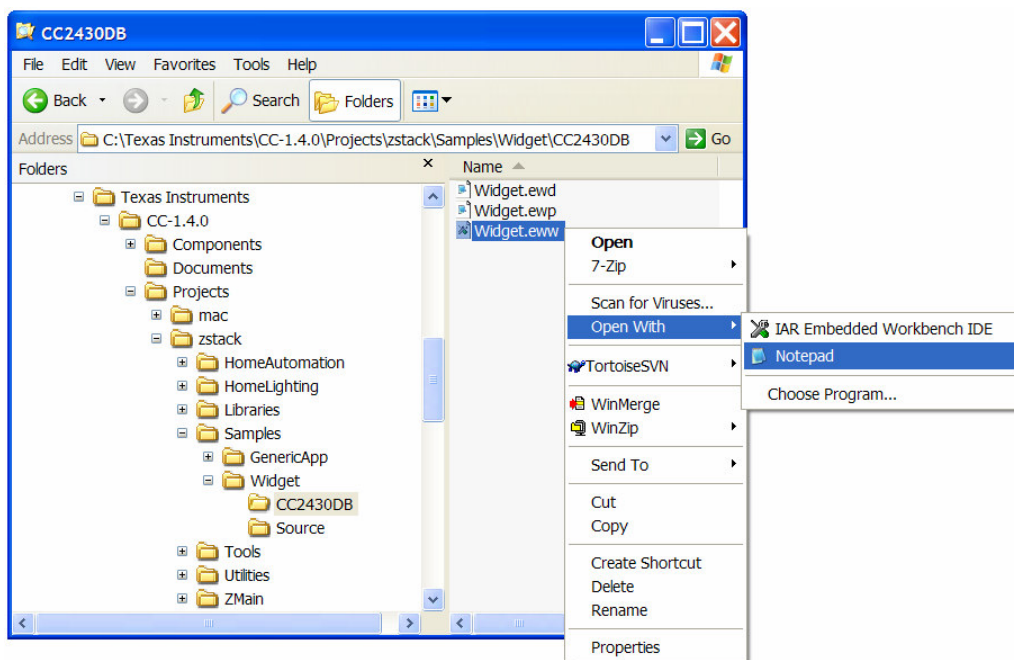 CC2430DB
File Edit View Favorites Tools Help
Back Search Folders
Address C:\Texas Instruments\CC-1.4.0\Projects\zstack\Samples\Widget\CC2430DB Go
Folders
Texas Instruments
CC-1.4.0
Components
Documents
Projects
mac
zstack
HomeAutomation
HomeLighting
Libraries
Samples
GenericApp
Widget
CC2430DB
Source
Tools
Utilities
ZMain
Name
Widget.ewd
Widget.ewp
Widget.eww
Open
7-Zip
Scan for Viruses...
Open With
TortoiseSVN
WinMerge
WinZip
Send To
Cut
Copy
Create Shortcut
Delete
Rename
Properties
IAR Embedded Workbench IDE
Notepad
Choose Program...